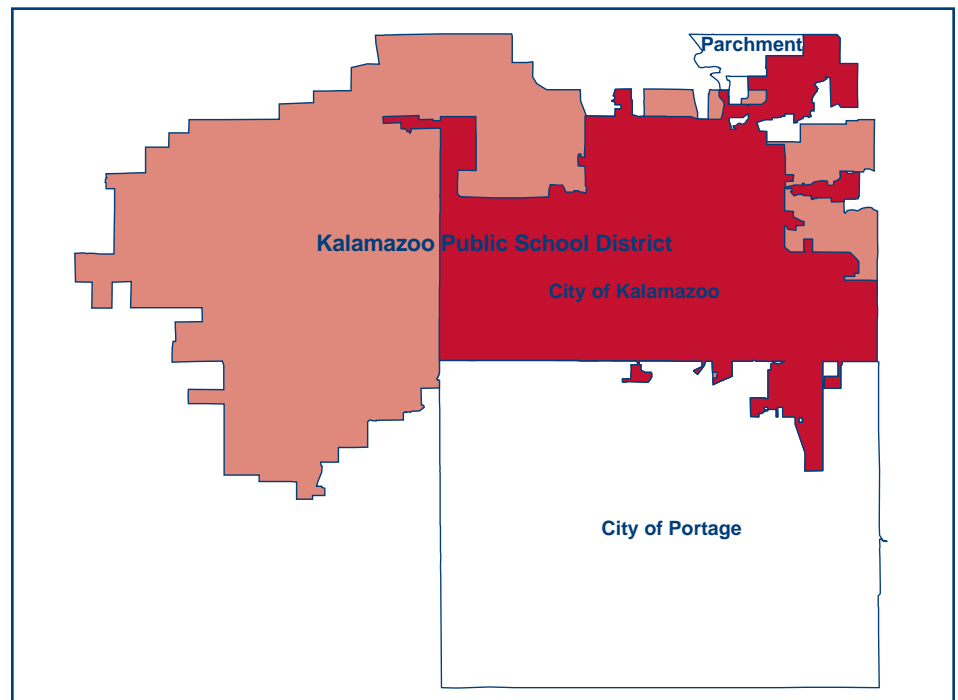 Parchment
Kalamazoo Public School District
City of Kalamazoo
City of Portage